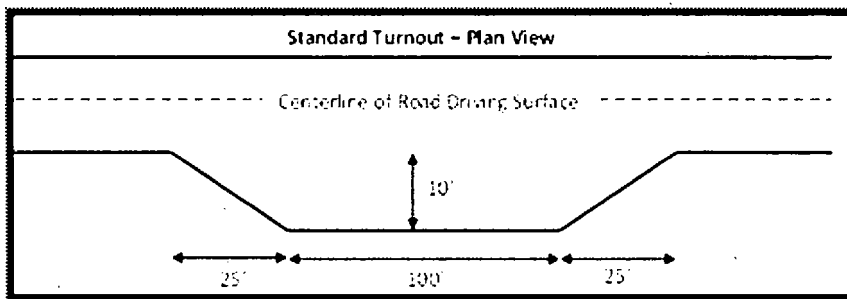 Standard Turnout – Plan View
Centerline of Road Driving Surface
10'
25' 100' 25'